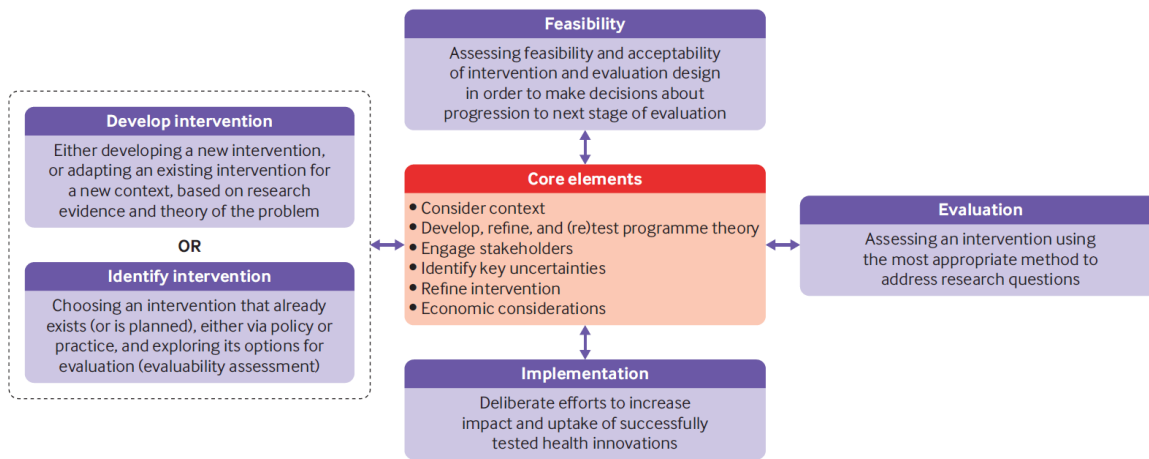 Feasibility
Assessing feasibility and acceptability
of intervention and evaluation design
in order to make decisions about
progression to next stage of evaluation
Develop intervention
Either developing a new intervention,
or adapting an existing intervention for
a new context, based on research
evidence and theory of the problem
OR
Identify intervention
Choosing an intervention that already
exists (or is planned), either via policy or
practice, and exploring its options for
evaluation (evaluability assessment)
Core elements
• Consider context
• Develop, refine, and (re)test programme theory
• Engage stakeholders
• Identify key uncertainties
• Refine intervention
• Economic considerations
Evaluation
Assessing an intervention using
the most appropriate method to
address research questions
Implementation
Deliberate efforts to increase
impact and uptake of successfully
tested health innovations